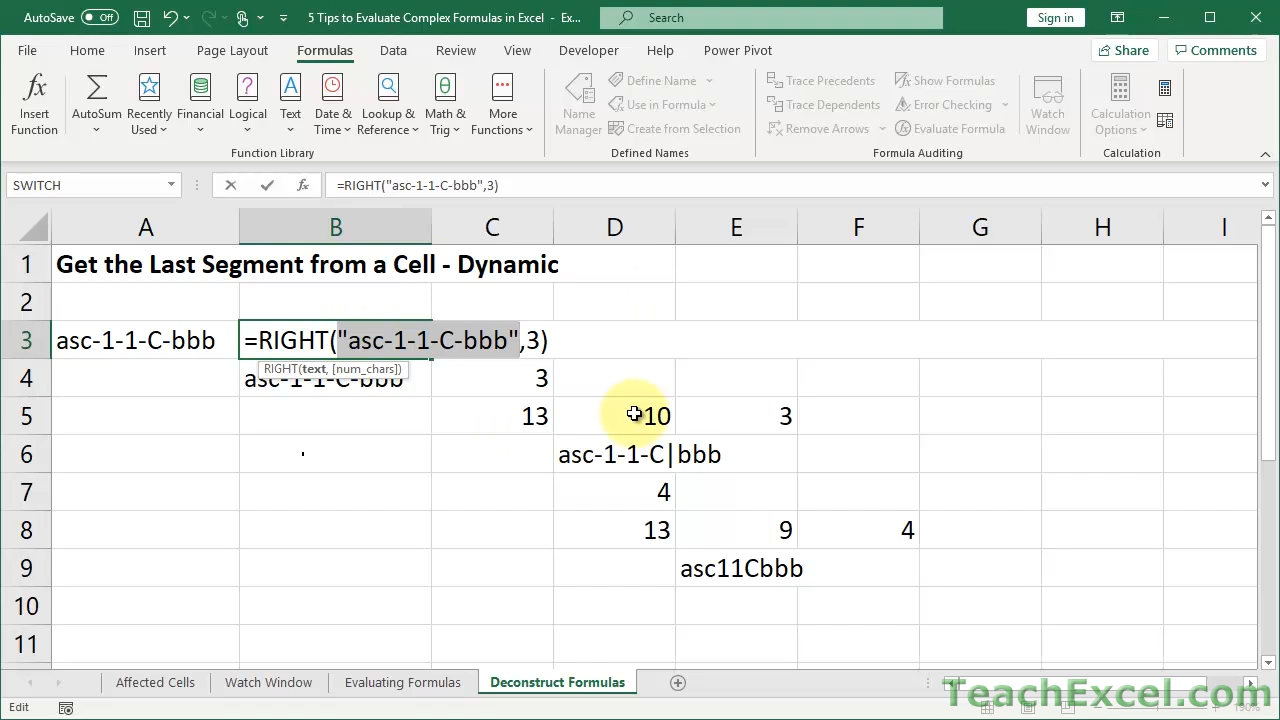 AutoSave Off 5 Tips to Evaluate Complex Formulas in Excel - Ex... Search Sign in
File Home Insert Page Layout Formulas Data Review View Developer Help Power Pivot Share Comments
Insert Function
AutoSum
Recently Used
Financial
Logical
Text
Date & Time
Lookup & Reference
Math & Trig
More Functions
Function Library
Name Manager
Define Name
Use in Formula
Create from Selection
Defined Names
Trace Precedents
Trace Dependents
Remove Arrows
Show Formulas
Error Checking
Evaluate Formula
Formula Auditing
Watch Window
Calculation Options
Calculation
SWITCH fx =RIGHT("asc-1-1-C-bbb",3)
A B C D E F G H I
1 Get the Last Segment from a Cell - Dynamic
2
3 asc-1-1-C-bbb =RIGHT("asc-1-1-C-bbb",3)
RIGHT(text, [num_chars])
4 asc-1-1-C-bbb 3
5 13 10 3
6 asc-1-1-C|bbb
7 4
8 13 9 4
9 asc11Cbbb
10
11
Affected Cells Watch Window Evaluating Formulas Deconstruct Formulas
Edit
TeachExcel.com
190%